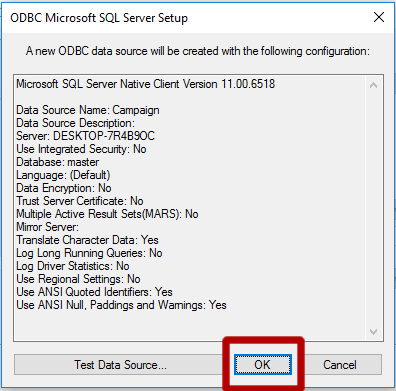 ODBC Microsoft SQL Server Setup
A new ODBC data source will be created with the following configuration:
Microsoft SQL Server Native Client Version 11.00.6518
Data Source Name: Campaign
Data Source Description:
Server: DESKTOP-7R4B9OC
Use Integrated Security: No
Database: master
Language: (Default)
Data Encryption: No
Trust Server Certificate: No
Multiple Active Result Sets(MARS): No
Mirror Server:
Translate Character Data: Yes
Log Long Running Queries: No
Log Driver Statistics: No
Use Regional Settings: No
Use ANSI Quoted Identifiers: Yes
Use ANSI Null, Paddings and Warnings: Yes
Test Data Source... OK Cancel